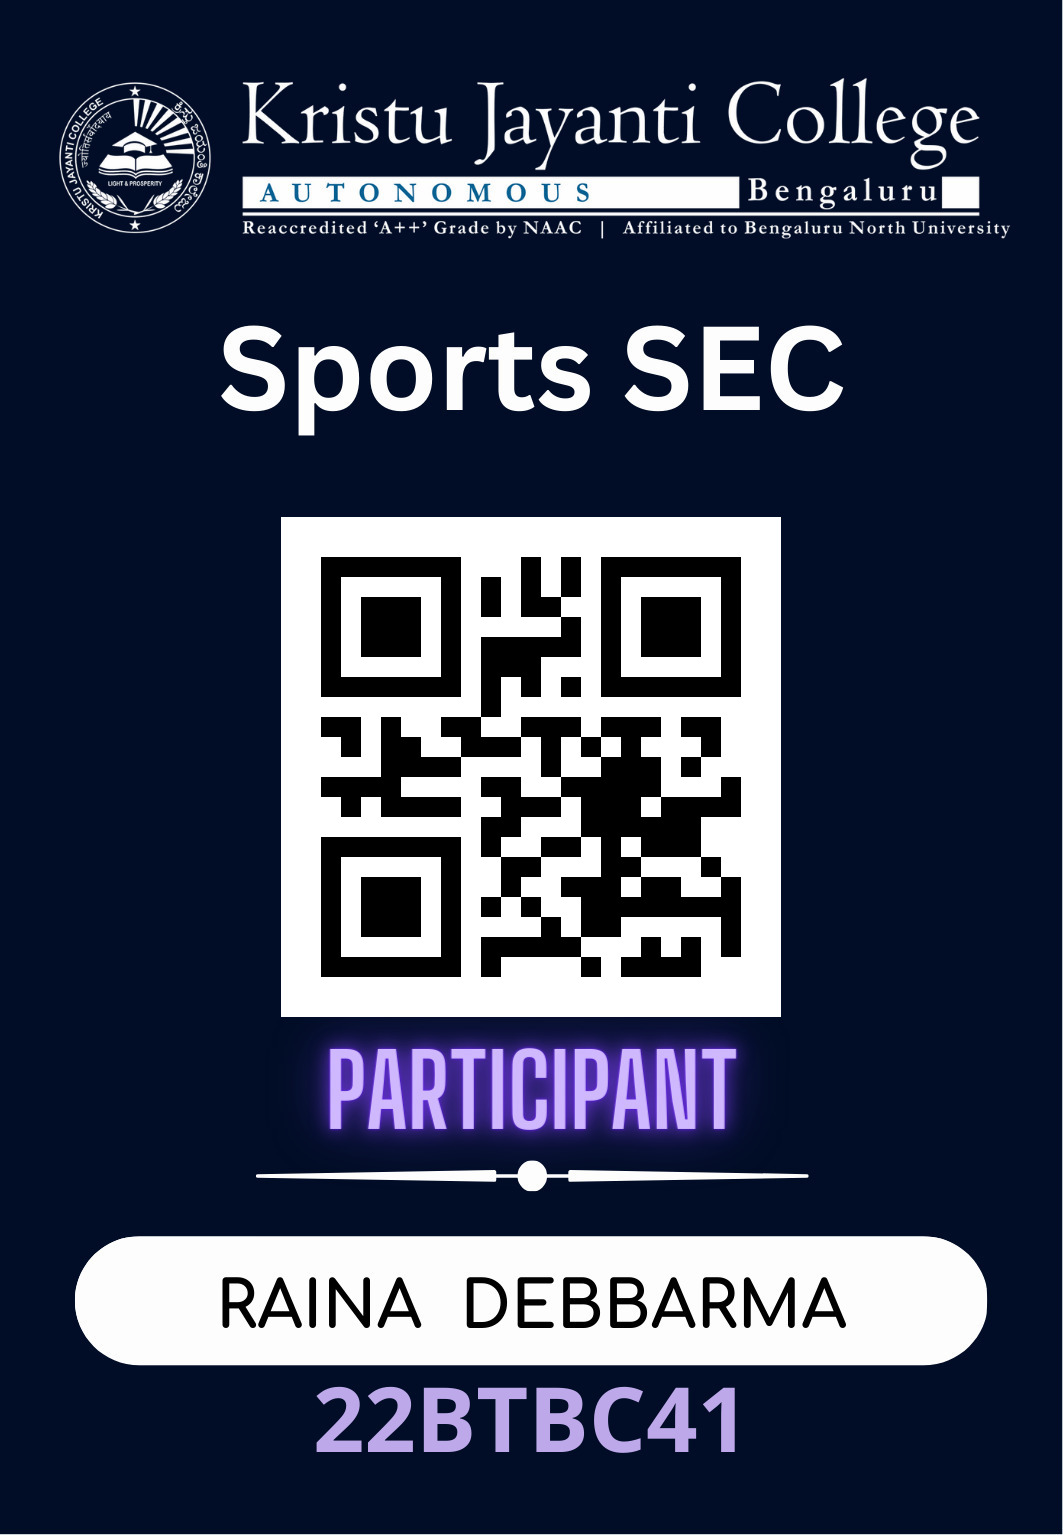 KRISTU JAYANTI COLLEGE
ಕ್ರಿಸ್ತು ಜಯಂತಿ ಕಾಲೇಜು
LIGHT & PROSPERITY
Kristu Jayanti College
AUTONOMOUS Bengaluru
Reaccredited ‘A++’ Grade by NAAC | Affiliated to Bengaluru North University
Sports SEC
PARTICIPANT
RAINA DEBBARMA
22BTBC41